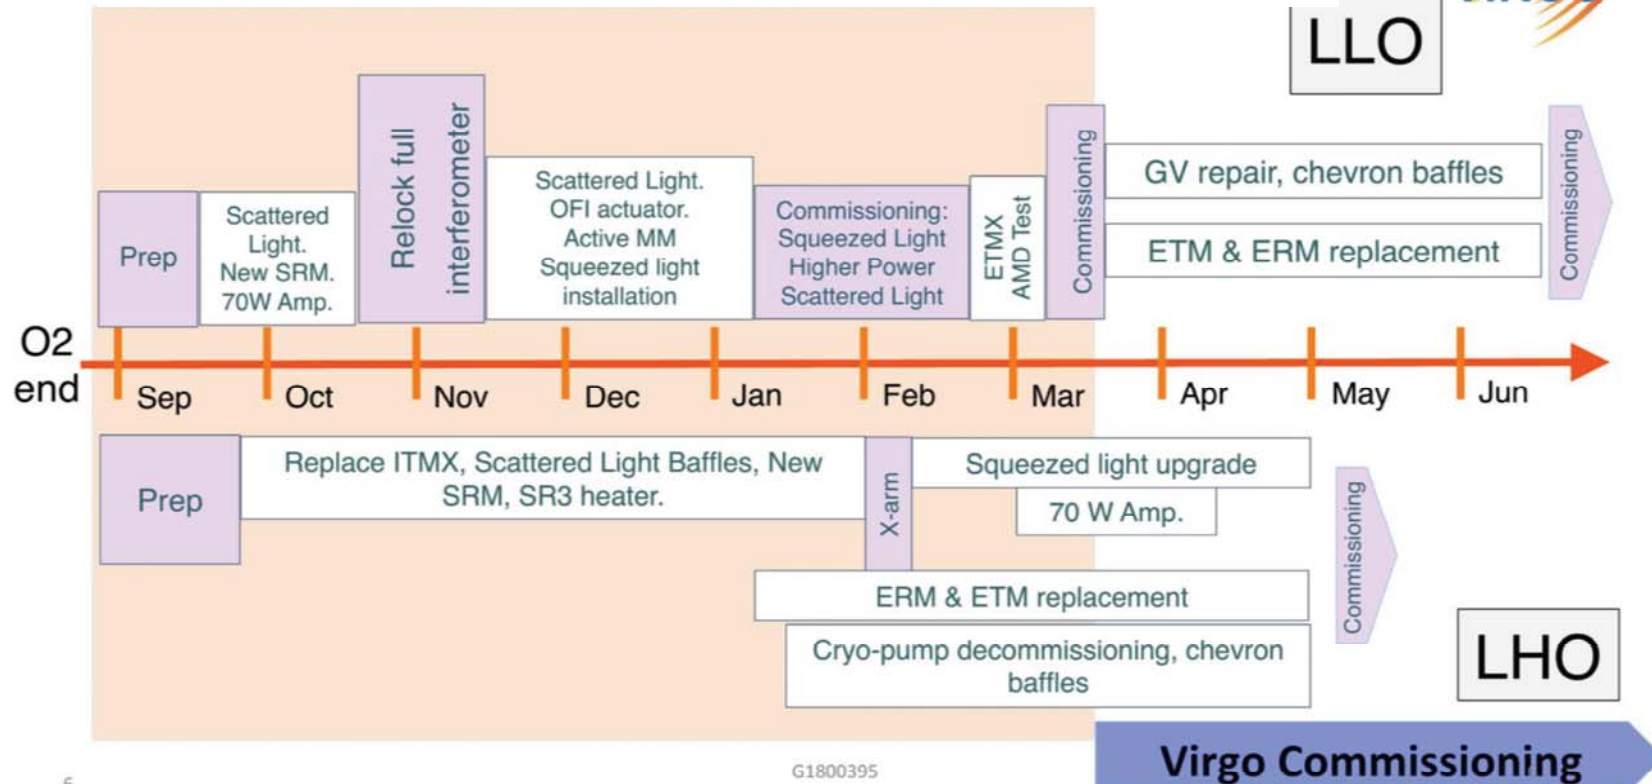 LLO
Prep
Scattered
Light.
New SRM.
70W Amp.
Relock full
interferometer
Scattered Light.
OFI actuator.
Active MM
Squeezed light
installation
Commissioning:
Squeezed Light
Higher Power
Scattered Light
ETMX
AMD Test
Commissioning
GV repair, chevron baffles
ETM & ERM replacement
Commissioning
O2
end
Sep
Oct
Nov
Dec
Jan
Feb
Mar
Apr
May
Jun
Prep
Replace ITMX, Scattered Light Baffles, New
SRM, SR3 heater.
X-arm
Squeezed light upgrade
70 W Amp.
ERM & ETM replacement
Cryo-pump decommissioning, chevron
baffles
Commissioning
LHO
Virgo Commissioning
G1800395